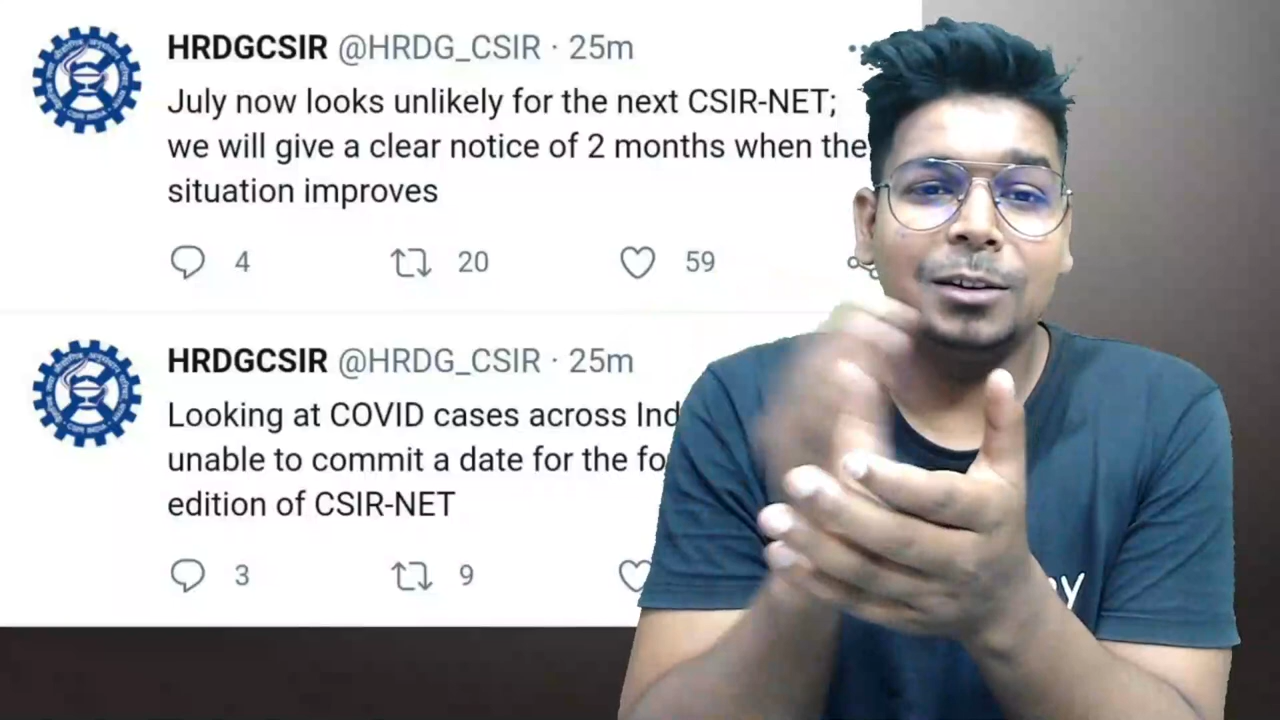 HRDGCSIR @HRDG_CSIR · 25m
July now looks unlikely for the next CSIR-NET;
we will give a clear notice of 2 months when the
situation improves
4 20 59
HRDGCSIR @HRDG_CSIR · 25m
Looking at COVID cases across
unable to commit a date for the
edition of CSIR-NET
3 9